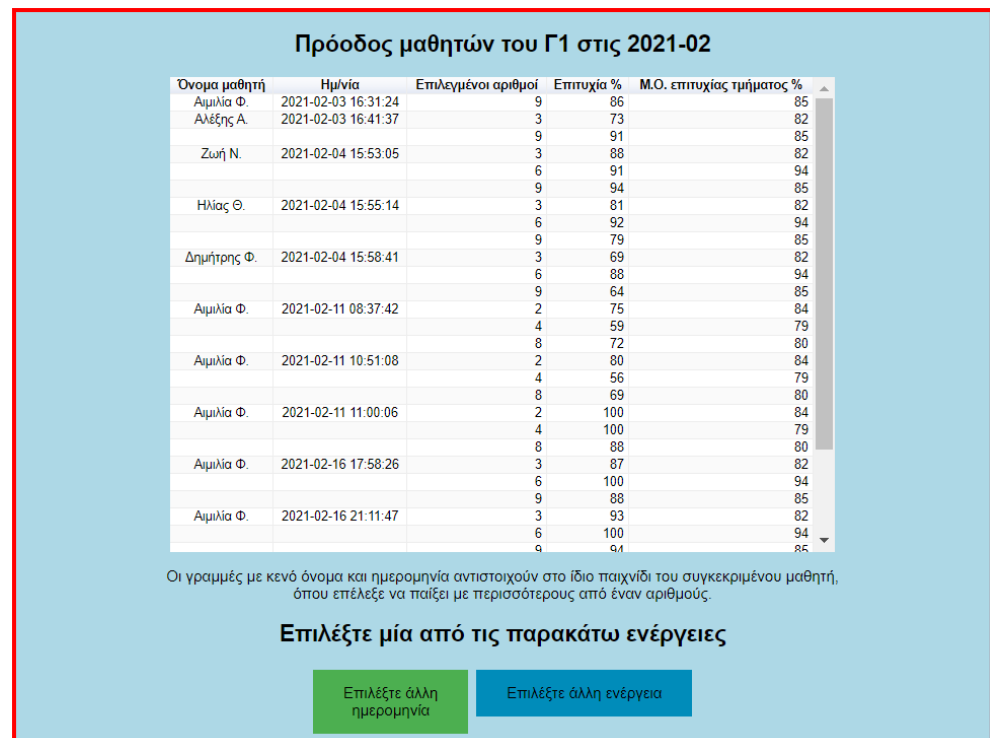 Πρόοδος μαθητών του Γ1 στις 2021-02
Όνομα μαθητή Ημ/νία Επιλεγμένοι αριθμοί Επιτυχία % Μ.Ο. επιτυχίας τμήματος %
Αιμιλία Φ. 2021-02-03 16:31:24 9 86 85
Αλέξης Α. 2021-02-03 16:41:37 3 73 82
9 91 85
Ζωή Ν. 2021-02-04 15:53:05 3 88 82
6 91 94
9 94 85
Ηλίας Θ. 2021-02-04 15:55:14 3 81 82
6 92 94
9 79 85
Δημήτρης Φ. 2021-02-04 15:58:41 3 69 82
6 88 94
9 64 85
Αιμιλία Φ. 2021-02-11 08:37:42 2 75 84
4 59 79
8 72 80
Αιμιλία Φ. 2021-02-11 10:51:08 2 80 84
4 56 79
8 69 80
Αιμιλία Φ. 2021-02-11 11:00:06 2 100 84
4 100 79
8 88 80
Αιμιλία Φ. 2021-02-16 17:58:26 3 87 82
6 100 94
9 88 85
Αιμιλία Φ. 2021-02-16 21:11:47 3 93 82
6 100 94
9 94 85
Οι γραμμές με κενό όνομα και ημερομηνία αντιστοιχούν στο ίδιο παιχνίδι του συγκεκριμένου μαθητή,
όπου επέλεξε να παίξει με περισσότερους από έναν αριθμούς.
Επιλέξτε μία από τις παρακάτω ενέργειες
Επιλέξτε άλλη
ημερομηνία
Επιλέξτε άλλη ενέργεια